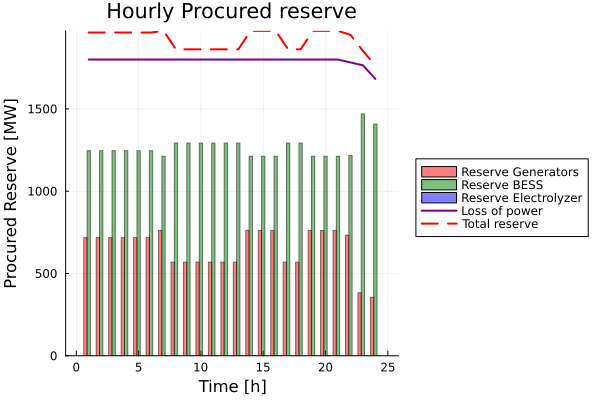 Hourly Procured reserve
Procured Reserve [MW]
1500
1000
500
0
0 5 10 15 20 25
Time [h]
Reserve Generators
Reserve BESS
Reserve Electrolyzer
Loss of power
Total reserve